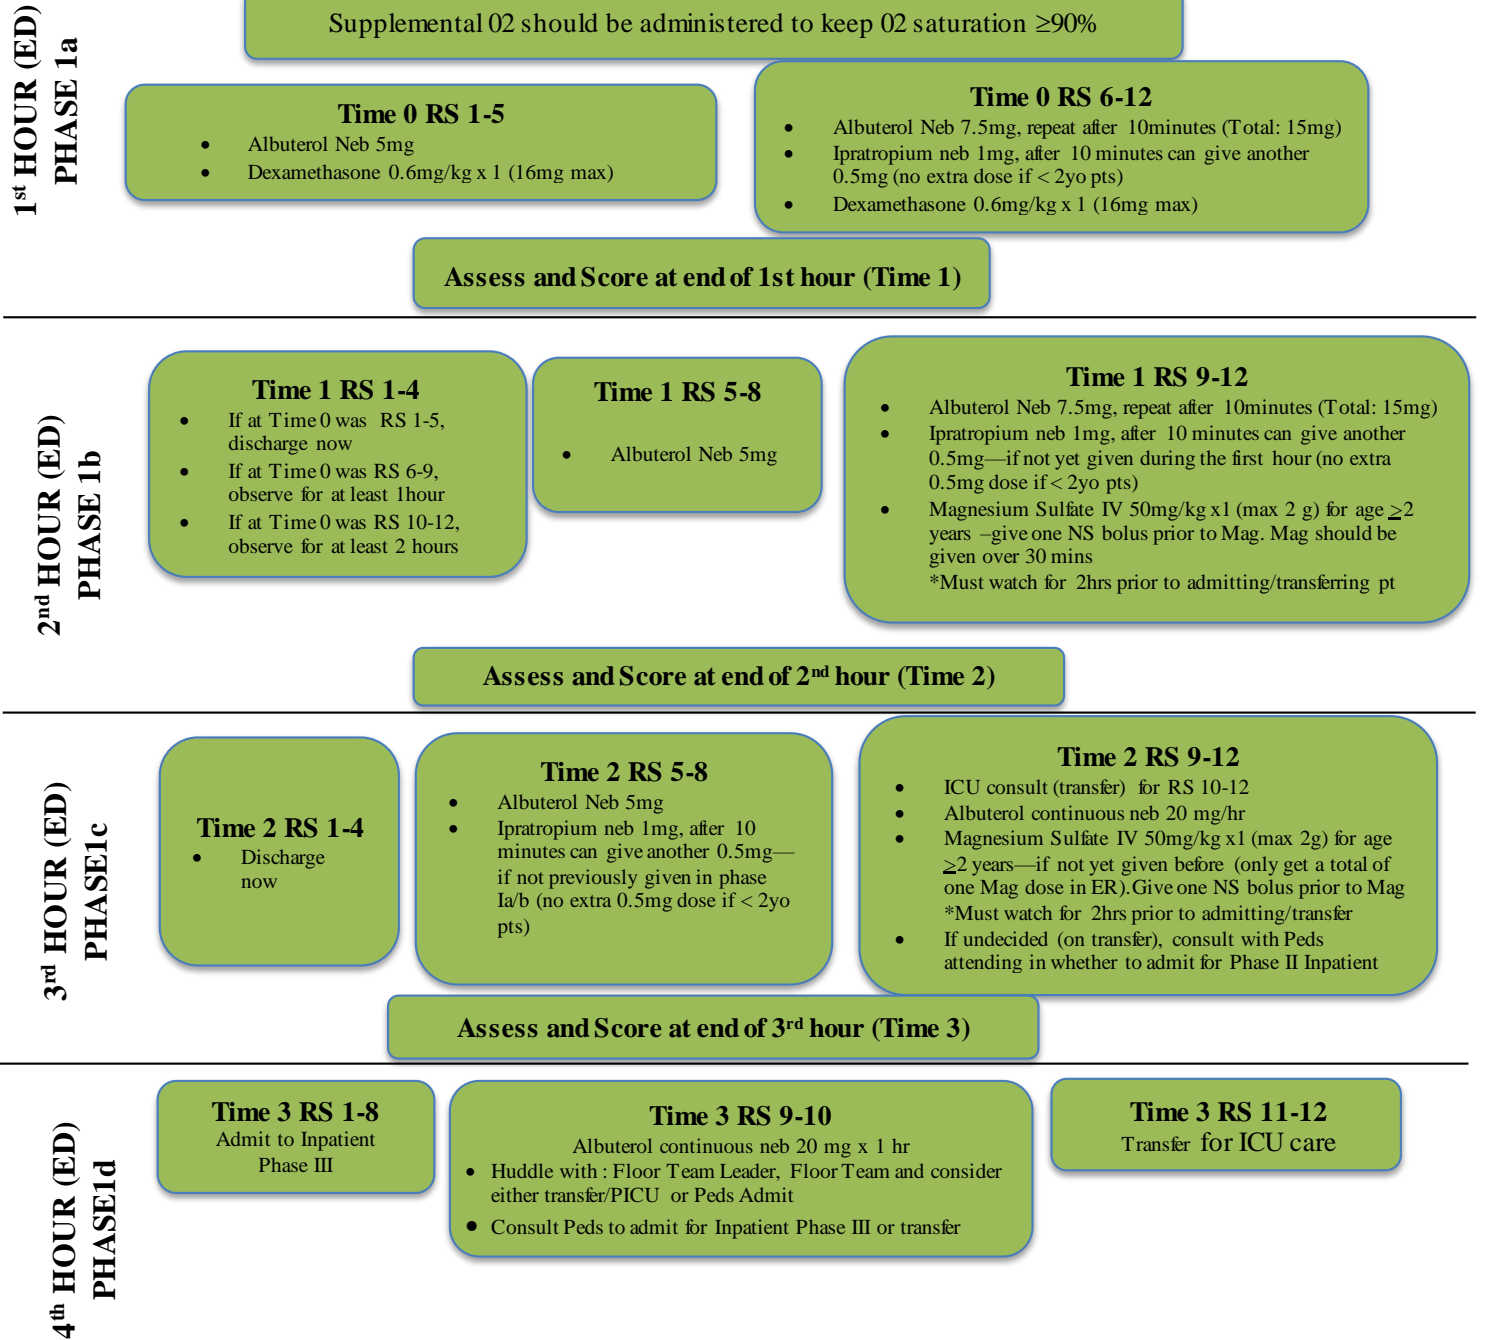 Supplemental 02 should be administered to keep 02 saturation ≥90%
1st HOUR (ED)
PHASE 1a
Time 0 RS 1-5
• Albuterol Neb 5mg
• Dexamethasone 0.6mg/kg x 1 (16mg max)
Time 0 RS 6-12
• Albuterol Neb 7.5mg, repeat after 10minutes (Total: 15mg)
• Ipratropium neb 1mg, after 10 minutes can give another
0.5mg (no extra dose if < 2yo pts)
• Dexamethasone 0.6mg/kg x 1 (16mg max)
Assess and Score at end of 1st hour (Time 1)
2nd HOUR (ED)
PHASE 1b
Time 1 RS 1-4
• If at Time 0 was RS 1-5,
discharge now
• If at Time 0 was RS 6-9,
observe for at least 1hour
• If at Time 0 was RS 10-12,
observe for at least 2 hours
Time 1 RS 5-8
• Albuterol Neb 5mg
Time 1 RS 9-12
• Albuterol Neb 7.5mg, repeat after 10minutes (Total: 15mg)
• Ipratropium neb 1mg, after 10 minutes can give another
0.5mg—if not yet given during the first hour (no extra
0.5mg dose if < 2yo pts)
• Magnesium Sulfate IV 50mg/kg x1 (max 2 g) for age ≥2
years –give one NS bolus prior to Mag. Mag should be
given over 30 mins
*Must watch for 2hrs prior to admitting/transferring pt
Assess and Score at end of 2nd hour (Time 2)
3rd HOUR (ED)
PHASE1c
Time 2 RS 1-4
• Discharge
now
Time 2 RS 5-8
• Albuterol Neb 5mg
• Ipratropium neb 1mg, after 10
minutes can give another 0.5mg—
if not previously given in phase
Ia/b (no extra 0.5mg dose if < 2yo
pts)
Time 2 RS 9-12
• ICU consult (transfer) for RS 10-12
• Albuterol continuous neb 20 mg/hr
• Magnesium Sulfate IV 50mg/kg x1 (max 2g) for age
≥2 years—if not yet given before (only get a total of
one Mag dose in ER). Give one NS bolus prior to Mag
*Must watch for 2hrs prior to admitting/transfer
• If undecided (on transfer), consult with Peds
attending in whether to admit for Phase II Inpatient
Assess and Score at end of 3rd hour (Time 3)
4th HOUR (ED)
PHASE1d
Time 3 RS 1-8
Admit to Inpatient
Phase III
Time 3 RS 9-10
Albuterol continuous neb 20 mg x 1 hr
• Huddle with : Floor Team Leader, Floor Team and consider
either transfer/PICU or Peds Admit
• Consult Peds to admit for Inpatient Phase III or transfer
Time 3 RS 11-12
Transfer for ICU care